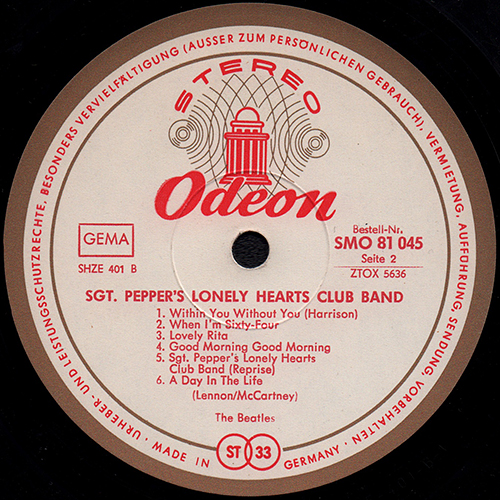 URHEBER- UND LEISTUNGSSCHUTZRECHTE, BESONDERS VERVIELFÄLTIGUNG (AUSSER ZUM PERSÖNLICHEN GEBRAUCH), VERMIETUNG, AUFFÜHRUNG, SENDUNG VORBEHALTEN ·
STEREO
Odeon
GEMA
SHZE 401 B
Bestell-Nr.
SMO 81 045
Seite 2
ZTOX 5636
SGT. PEPPER'S LONELY HEARTS CLUB BAND
1. Within You Without You (Harrison)
2. When I'm Sixty-Four
3. Lovely Rita
4. Good Morning Good Morning
5. Sgt. Pepper's Lonely Hearts
Club Band (Reprise)
6. A Day In The Life
(Lennon/McCartney)
The Beatles
· MADE IN GERMANY ·
ST 33